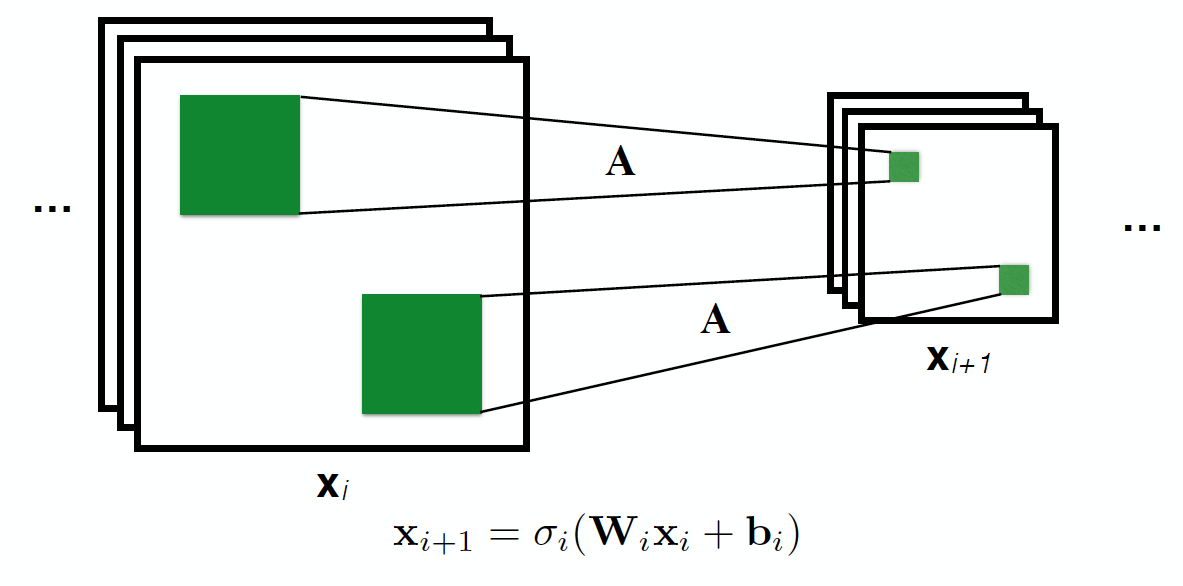 A
... ...
A
x_{i+1}
x_i
x_{i+1} = σ_i(W_i x_i + b_i)